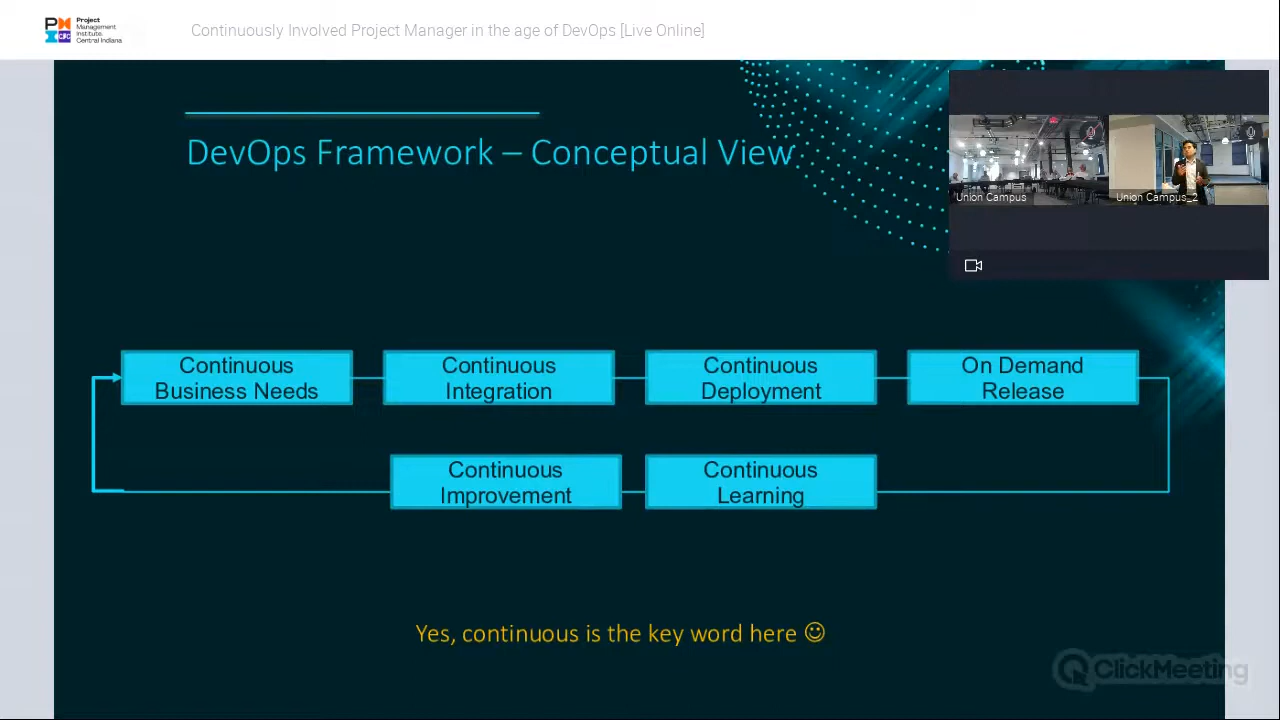 Project
Management
Institute.
Central Indiana.
Continuously Involved Project Manager in the age of DevOps [Live Online]
DevOps Framework – Conceptual View
Union Campus
Union Campus_2
Continuous
Business Needs
Continuous
Integration
Continuous
Deployment
On Demand
Release
Continuous
Improvement
Continuous
Learning
Yes, continuous is the key word here ☺
ClickMeeting